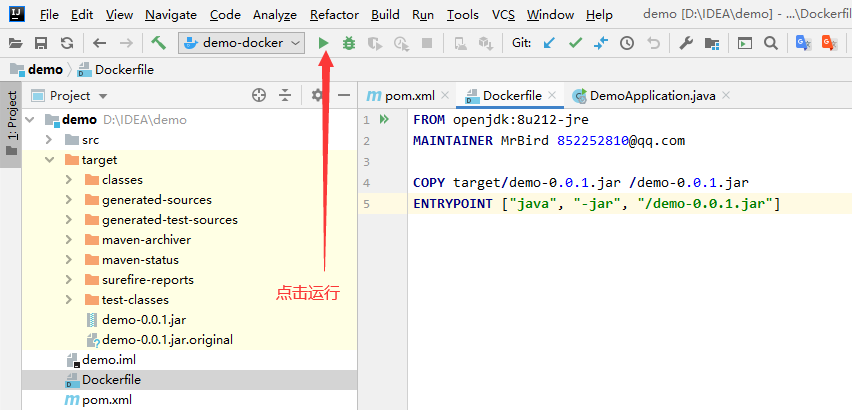 File Edit View Navigate Code Analyze Refactor Build Run Tools VCS Window Help demo [D:\IDEA\demo] - ...\Dockerfil
demo-docker Git:
demo Dockerfile
1: Project
Project
pom.xml Dockerfile DemoApplication.java
demo D:\IDEA\demo
src
target
classes
generated-sources
generated-test-sources
maven-archiver
maven-status
surefire-reports
test-classes
demo-0.0.1.jar
demo-0.0.1.jar.original
demo.iml
Dockerfile
pom.xml
点击运行
1 FROM openjdk:8u212-jre
2 MAINTAINER MrBird 852252810@qq.com
3
4 COPY target/demo-0.0.1.jar /demo-0.0.1.jar
5 ENTRYPOINT ["java", "-jar", "/demo-0.0.1.jar"]